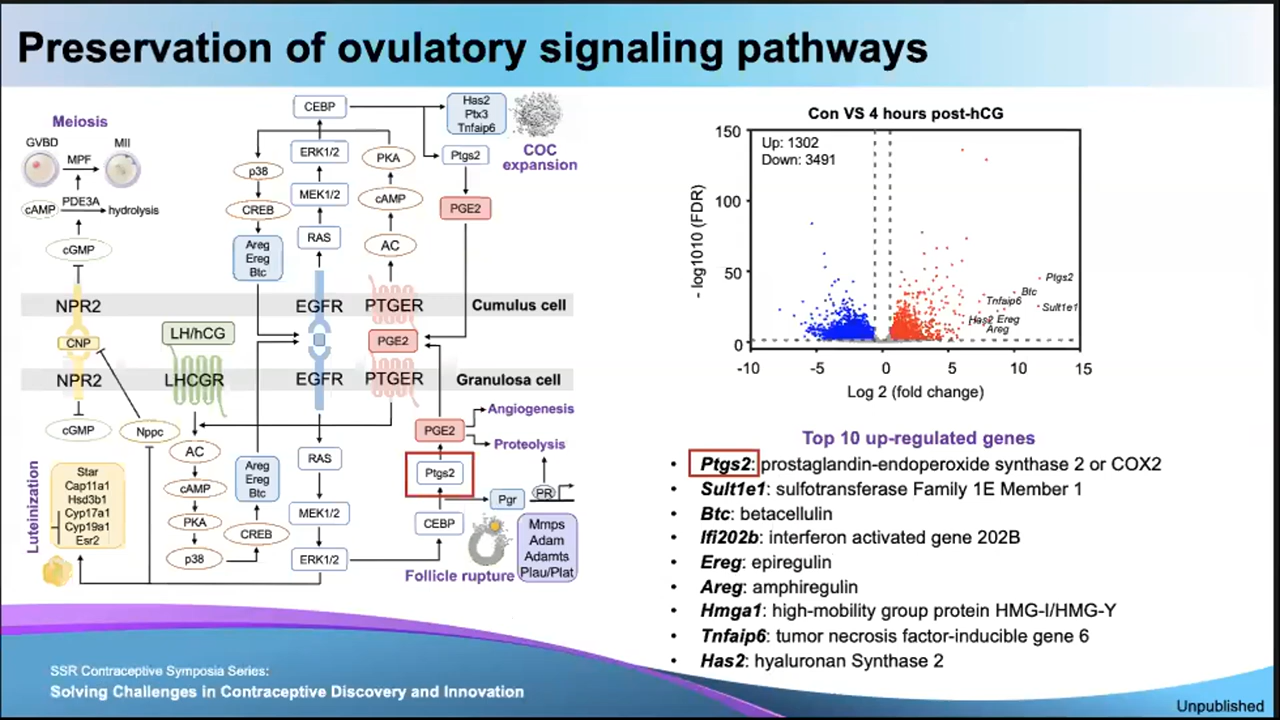 Preservation of ovulatory signaling pathways
Meiosis
GVBD
MII
MPF
PDE3A
cAMP
hydrolysis
cGMP
NPR2
CNP
NPR2
cGMP
Nppc
LH/hCG
LHCGR
AC
cAMP
PKA
p38
CREB
Areg
Ereg
Btc
Luteinization
Star
Cap11a1
Hsd3b1
Cyp17a1
Cyp19a1
Esr2
CEBP
ERK1/2
MEK1/2
RAS
EGFR
p38
CREB
Areg
Ereg
Btc
PKA
cAMP
AC
PTGER
Has2
Ptx3
Tnfaip6
COC
expansion
Ptgs2
PGE2
Cumulus cell
PGE2
EGFR
PTGER
Granulosa cell
RAS
MEK1/2
ERK1/2
PGE2
Angiogenesis
Proteolysis
Ptgs2
Pgr
PR
CEBP
Follicle rupture
Mmps
Adam
Adamts
Plau/Plat
Con VS 4 hours post-hCG
Up: 1302
Down: 3491
- log10 (FDR)
150
100
50
0
-10 -5 0 5 10 15
Log 2 (fold change)
Ptgs2
Btc
Tnfaip6
Sult1e1
Has2 Ereg
Areg
Top 10 up-regulated genes
• Ptgs2: prostaglandin-endoperoxide synthase 2 or COX2
• Sult1e1: sulfotransferase Family 1E Member 1
• Btc: betacellulin
• Ifi202b: interferon activated gene 202B
• Ereg: epiregulin
• Areg: amphiregulin
• Hmga1: high-mobility group protein HMG-I/HMG-Y
• Tnfaip6: tumor necrosis factor-inducible gene 6
• Has2: hyaluronan Synthase 2
SSR Contraceptive Symposia Series:
Solving Challenges in Contraceptive Discovery and Innovation
Unpublished